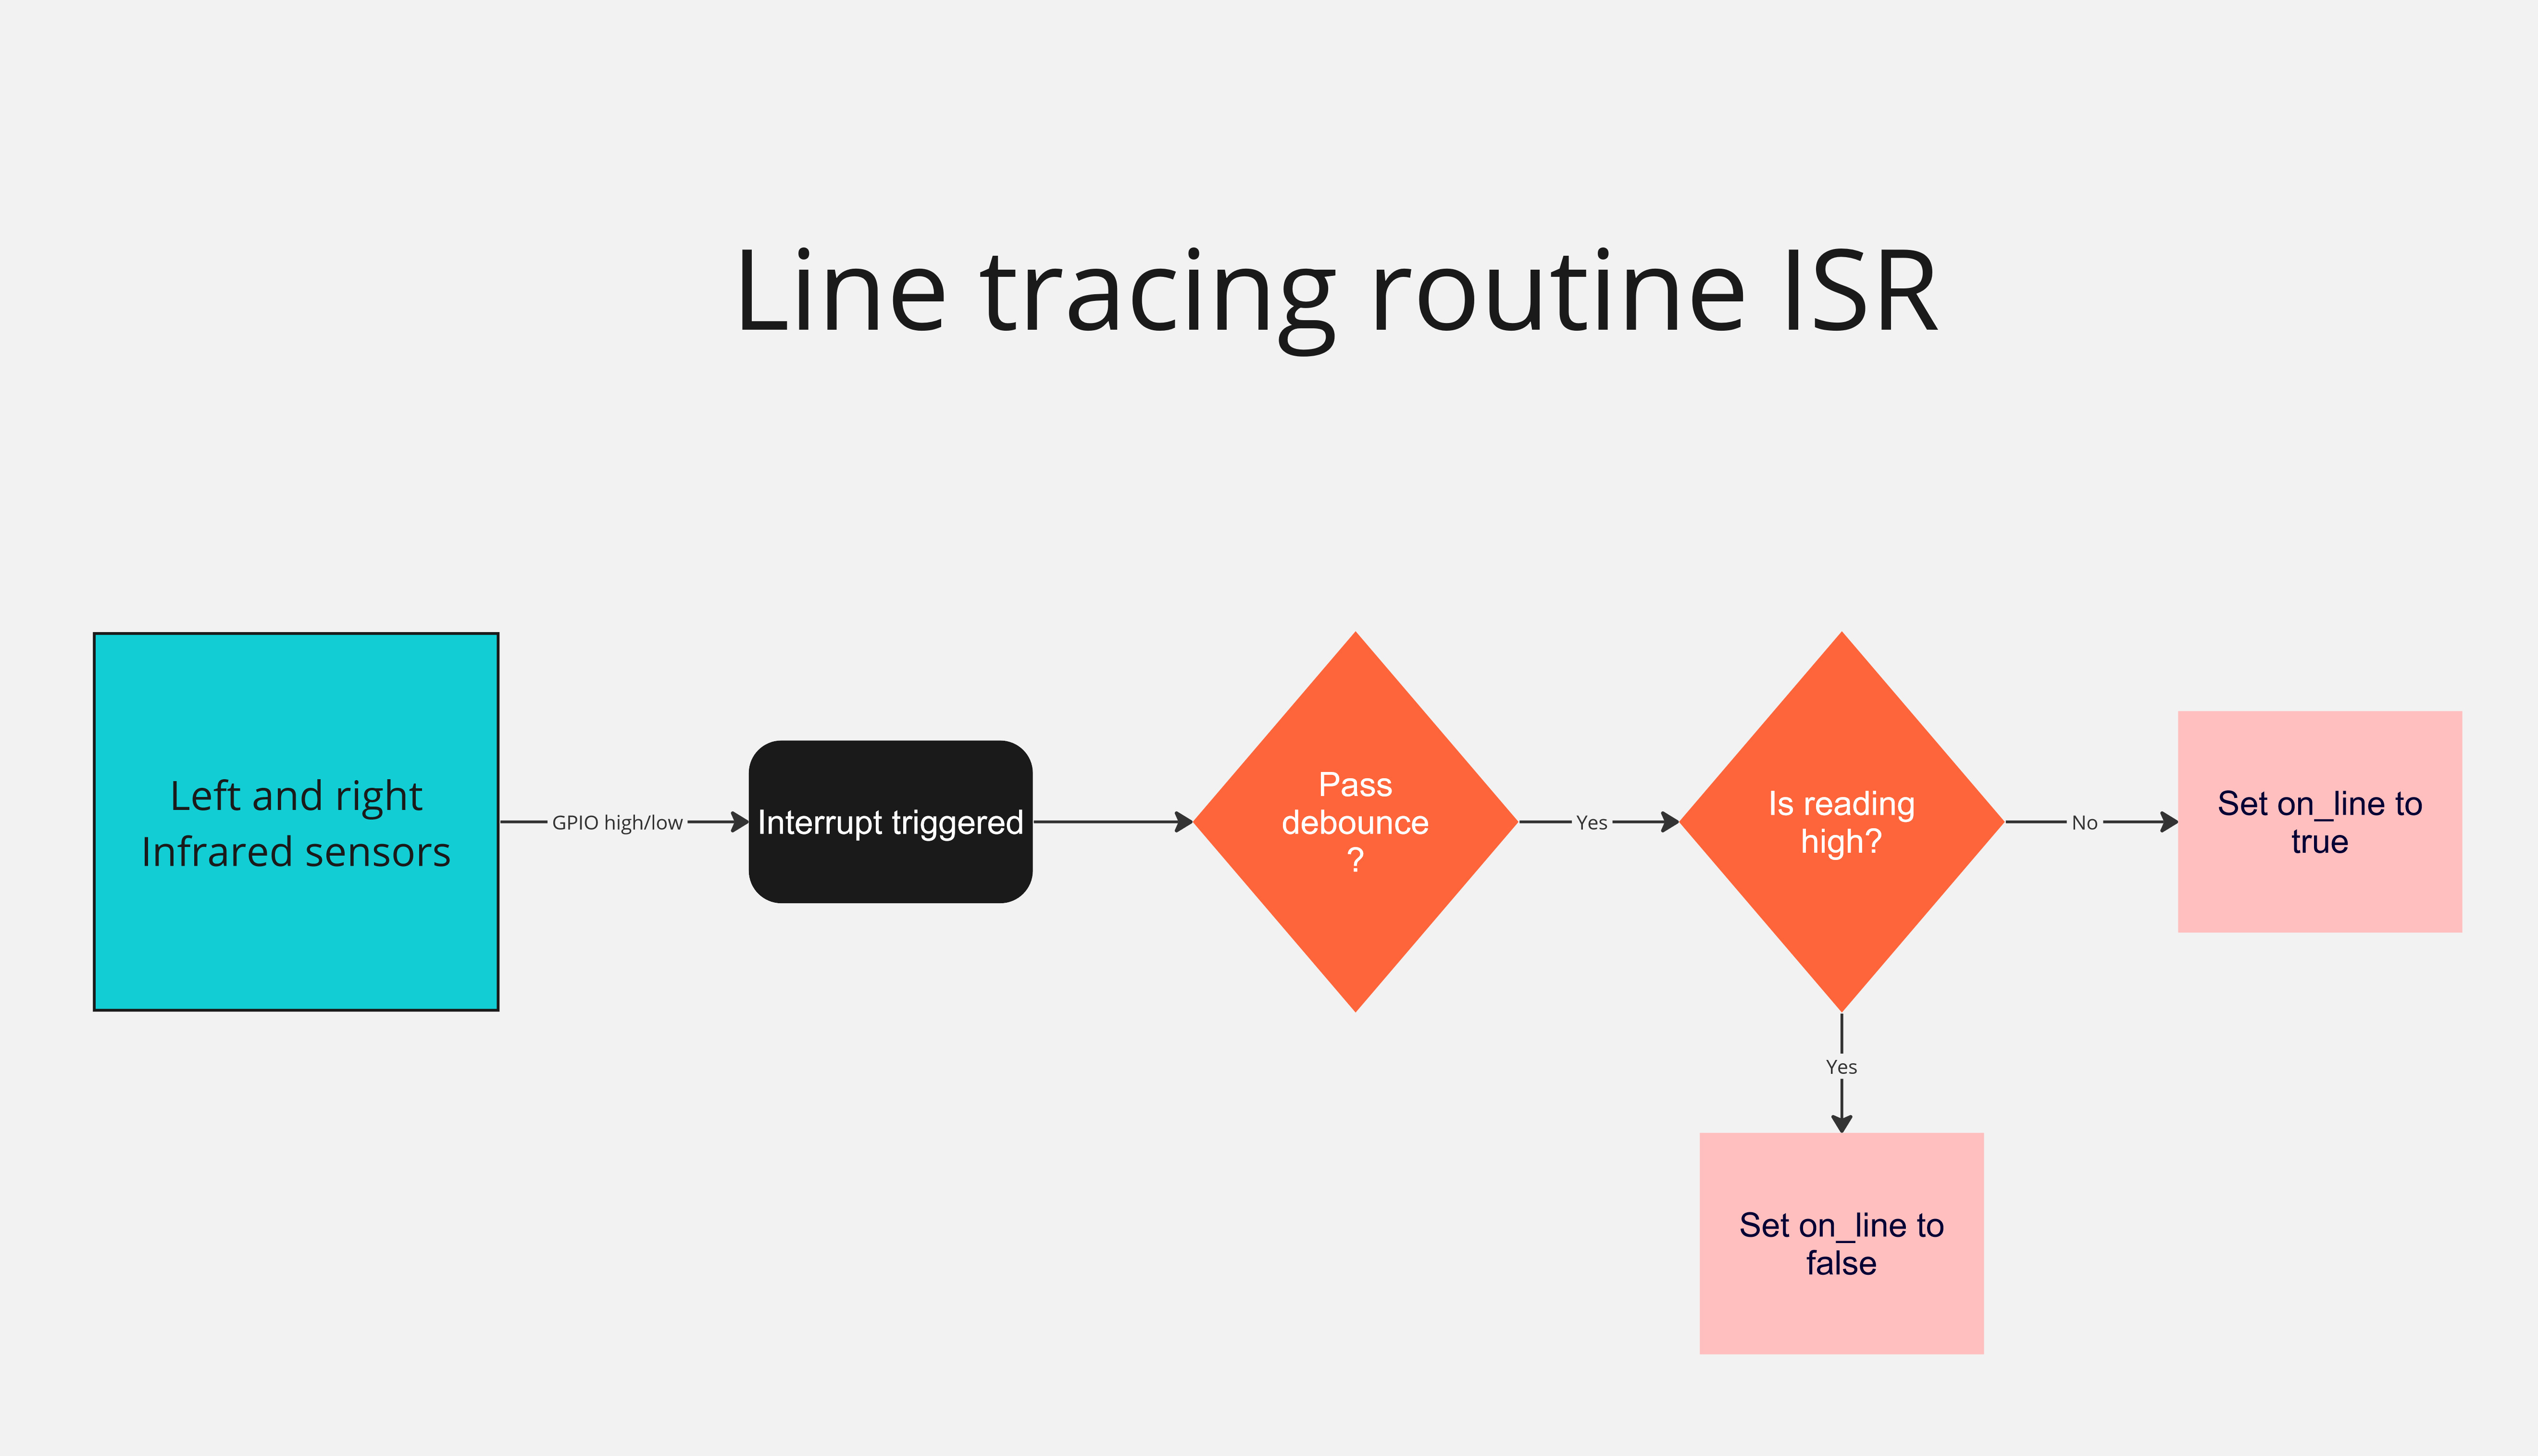 Line tracing routine ISR
Left and right
Infrared sensors
GPIO high/low
Interrupt triggered
Pass
debounce
?
Yes
Is reading
high?
No
Set on_line to
true
Yes
Set on_line to
false